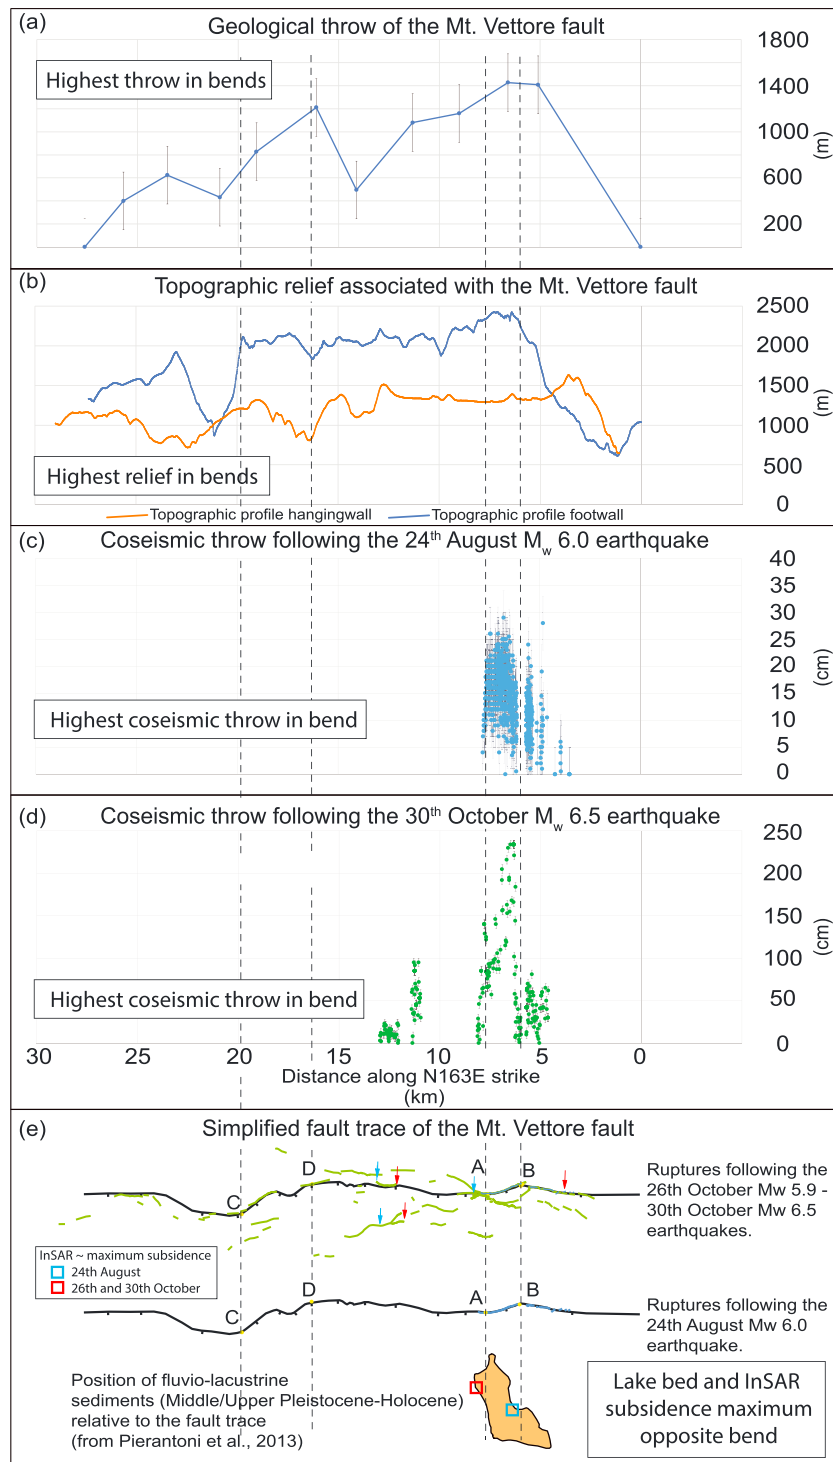 (a)
Geological throw of the Mt. Vettore fault
Highest throw in bends
1800
1400
1000
600
200
(m)
(b)
Topographic relief associated with the Mt. Vettore fault
2500
2000
1500
1000
500
0
(m)
Highest relief in bends
Topographic profile hangingwall
Topographic profile footwall
(c)
Coseismic throw following the 24th August Mw 6.0 earthquake
40
35
30
25
20
15
10
5
0
(cm)
Highest coseismic throw in bend
(d)
Coseismic throw following the 30th October Mw 6.5 earthquake
250
200
150
100
50
0
(cm)
Highest coseismic throw in bend
30
20
15
10
5
0
Distance along N163E strike
(km)
(e)
Simplified fault trace of the Mt. Vettore fault
C
D
A
B
Ruptures following the
26th October Mw 5.9 -
30th October Mw 6.5
earthquakes.
InSAR ~ maximum subsidence
24th August
26th and 30th October
C
D
A
B
Ruptures following the
24th August Mw 6.0
earthquake.
Position of fluvio-lacustrine
sediments (Middle/Upper Pleistocene-Holocene)
relative to the fault trace
(from Pierantoni et al., 2013)
Lake bed and InSAR
subsidence maximum
opposite bend